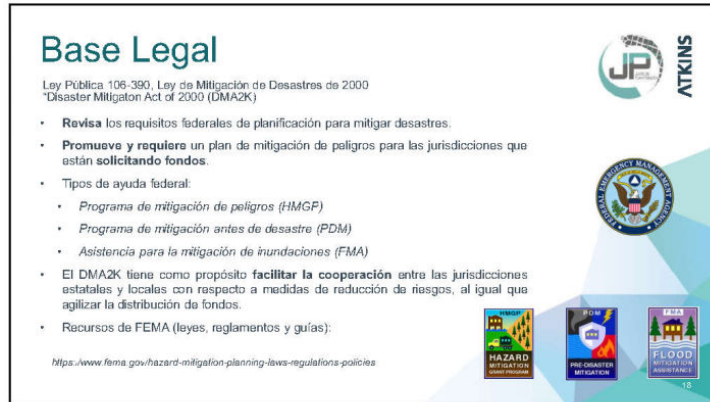 Base Legal
Ley Pública 106-390, Ley de Mitigación de Desastres de 2000
"Disaster Mitigaton Act of 2000 (DMA2K)
• Revisa los requisitos federales de planificación para mitigar desastres.
• Promueve y requiere un plan de mitigación de peligros para las jurisdicciones que
están solicitando fondos.
• Tipos de ayuda federal:
• Programa de mitigación de peligros (HMGP)
• Programa de mitigación antes de desastre (PDM)
• Asistencia para la mitigación de inundaciones (FMA)
• El DMA2K tiene como propósito facilitar la cooperación entre las jurisdicciones
estatales y locales con respecto a medidas de reducción de riesgos, al igual que
agilizar la distribución de fondos.
• Recursos de FEMA (leyes, reglamentos y guías):
https://www.fema.gov/hazard-mitigation-planning-laws-regulations-policies
JP
ATKINS
FEDERAL EMERGENCY MANAGEMENT AGENCY
HMGP
HAZARD
MITIGATION
GRANT PROGRAM
PDM
PRE-DISASTER
MITIGATION
FMA
FLOOD
MITIGATION
ASSISTANCE
18